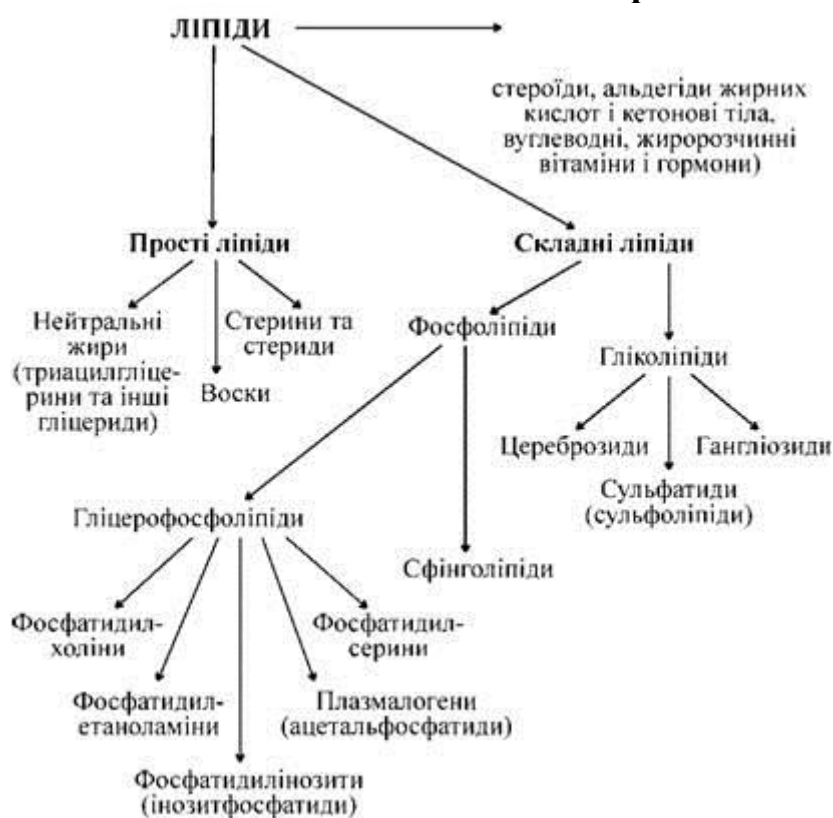 ЛІПІДИ
стероїди, альдегіди жирних
кислот і кетонові тіла,
вуглеводні, жиророзчинні
вітаміни і гормони)
Прості ліпіди
Складні ліпіди
Нейтральні
жири
(триацилгліце-
рини та інші
гліцериди)
Воски
Стерини та
стериди
Фосфоліпіди
Гліколіпіди
Цереброзиди
Гангліозиди
Сульфатиди
(сульфоліпіди)
Гліцерофосфоліпіди
Сфінголіпіди
Фосфатидил-
холіни
Фосфатидил-
серини
Фосфатидил-
етаноламіни
Плазмалогени
(ацетальфосфатиди)
Фосфатидилінозити
(інозитфосфатиди)